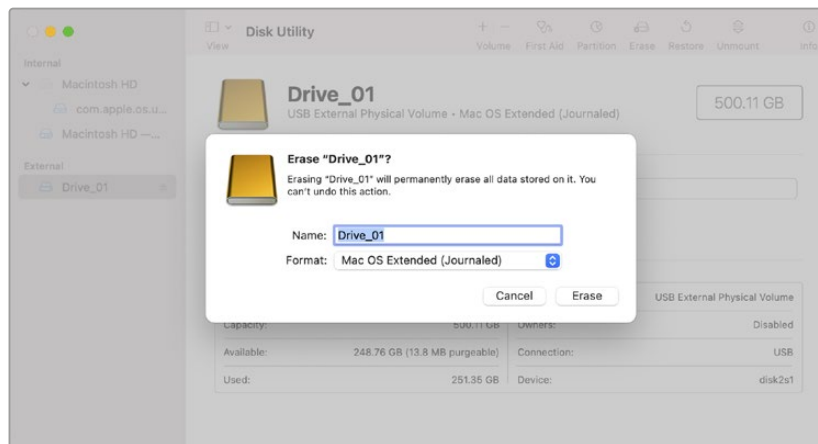 Disk Utility
View
Volume
First Aid
Partition
Erase
Restore
Unmount
Info
Internal
Macintosh HD
com.apple.os.u...
Macintosh HD —...
External
Drive_01
Drive_01
USB External Physical Volume • Mac OS Extended (Journaled)
500.11 GB
Erase “Drive_01”?
Erasing “Drive_01” will permanently erase all data stored on it. You
can't undo this action.
Name: Drive_01
Format: Mac OS Extended (Journaled)
Cancel
Erase
USB External Physical Volume
Capacity: 500.11 GB
Owners: Disabled
Available: 248.76 GB (13.8 MB purgeable)
Connection: USB
Used: 251.35 GB
Device: disk2s1